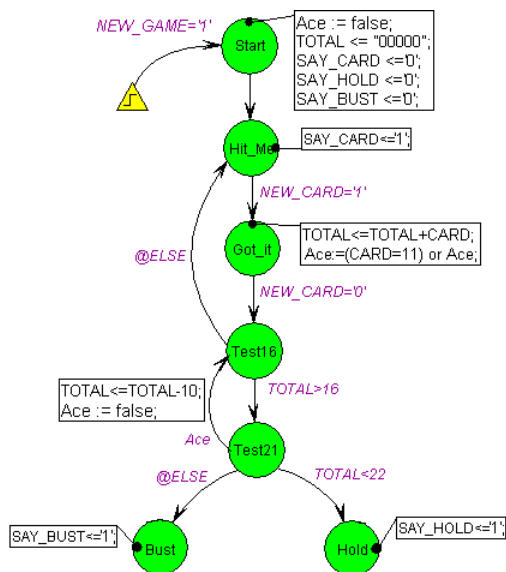 NEW_GAME='1'
Start
Ace := false;
TOTAL <= "00000";
SAY_CARD <='0';
SAY_HOLD <='0';
SAY_BUST <='0';
Hit_Me
SAY_CARD<='1';
NEW_CARD='1'
Got_it
TOTAL<=TOTAL+CARD;
Ace:=(CARD=11) or Ace;
@ELSE
NEW_CARD='0'
Test16
TOTAL<=TOTAL-10;
Ace := false;
TOTAL>16
Ace
Test21
@ELSE
TOTAL<22
SAY_BUST<='1';
Bust
Hold
SAY_HOLD<='1';